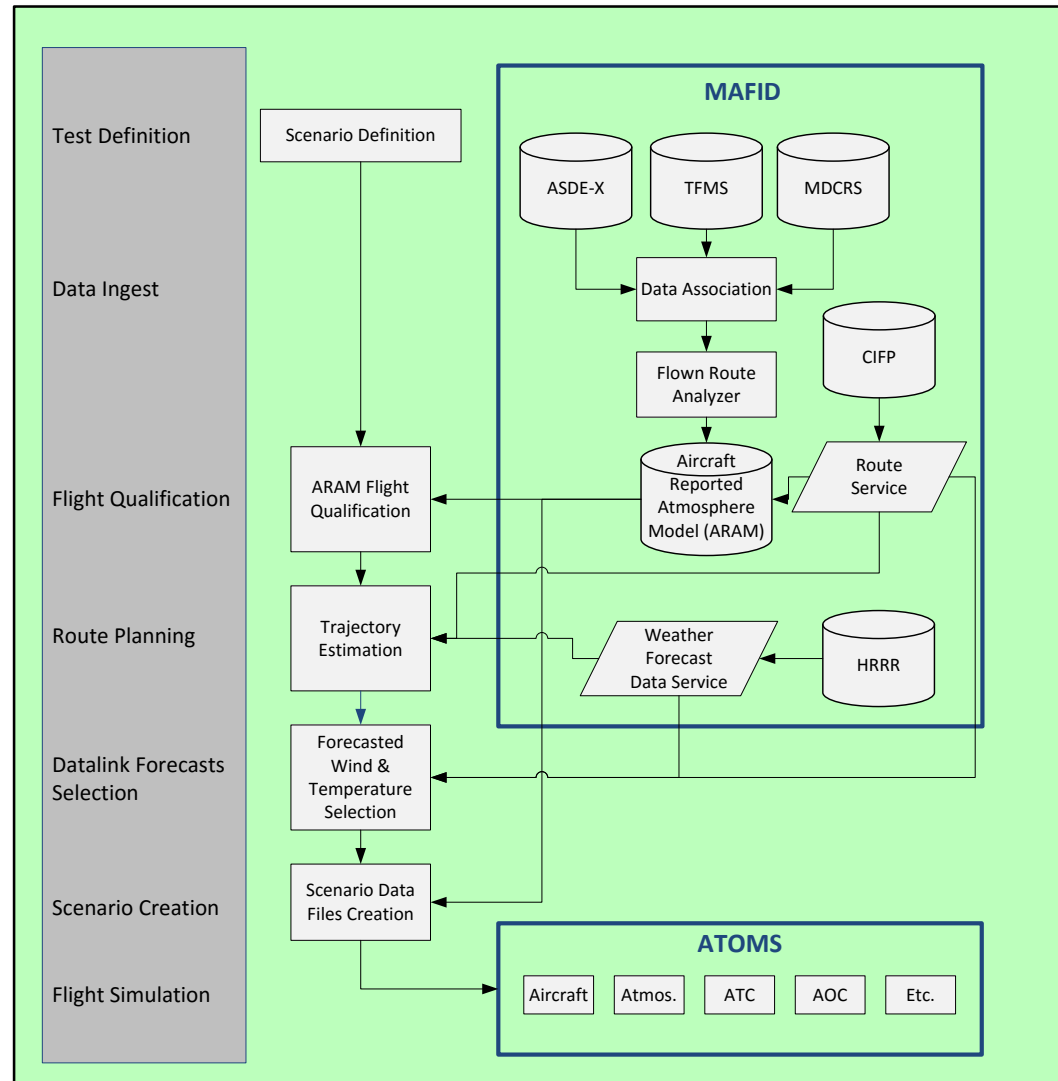 Test Definition
Data Ingest
Flight Qualification
Route Planning
Datalink Forecasts
Selection
Scenario Creation
Flight Simulation
Scenario Definition
ARAM Flight
Qualification
Trajectory
Estimation
Forecasted
Wind &
Temperature
Selection
Scenario Data
Files Creation
MAFID
ASDE-X
TFMS
MDCRS
Data Association
Flown Route
Analyzer
CIFP
Aircraft
Reported
Atmosphere
Model (ARAM)
Route
Service
Weather
Forecast
Data Service
HRRR
ATOMS
Aircraft
Atmos.
ATC
AOC
Etc.